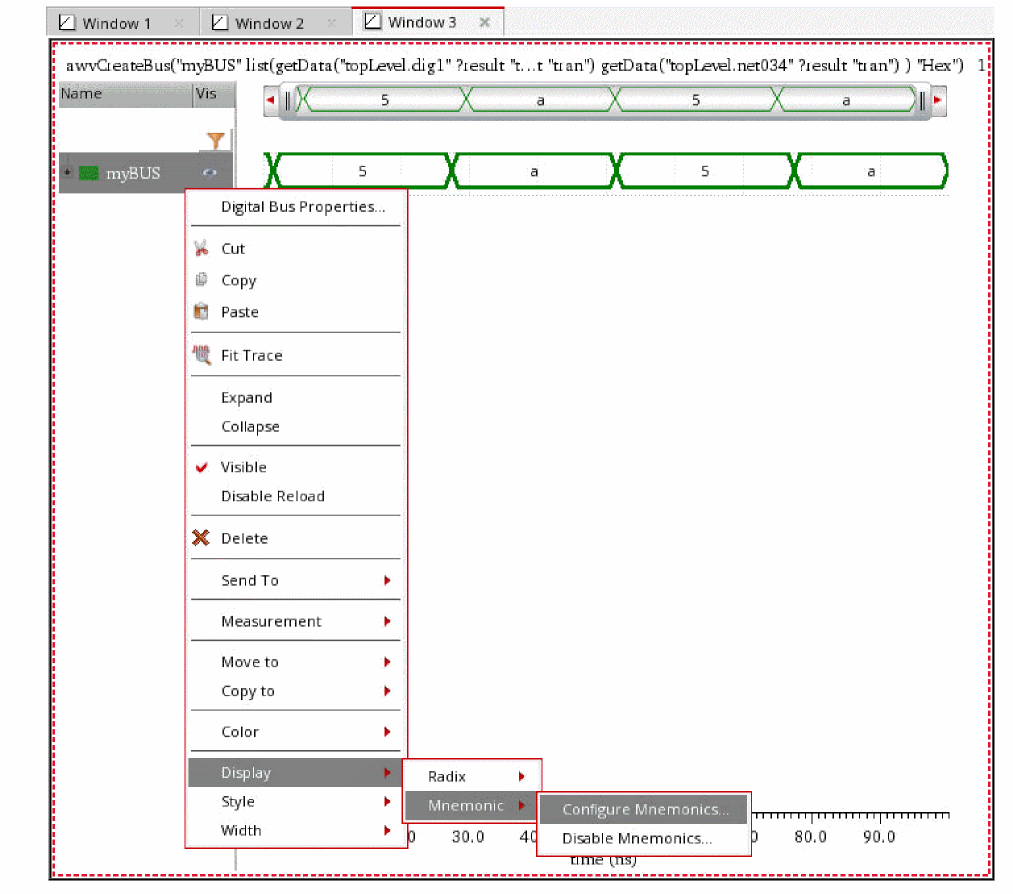 Window 1 Window 2 Window 3
awvCreateBus("myBUS" list(getData("topLevel.dig1" ?result "t...t "tran") getData("topLevel.net034" ?result "tran") ) "Hex") 1
Name Vis
5 a 5 a
myBUS 5 a 5 a
Digital Bus Properties...
Cut
Copy
Paste
Fit Trace
Expand
Collapse
Visible
Disable Reload
Delete
Send To
Measurement
Move to
Copy to
Color
Display
Style
Width
Radix
Mnemonic
Configure Mnemonics...
Disable Mnemonics...
0 30.0 40 0 80.0 90.0
time (ns)